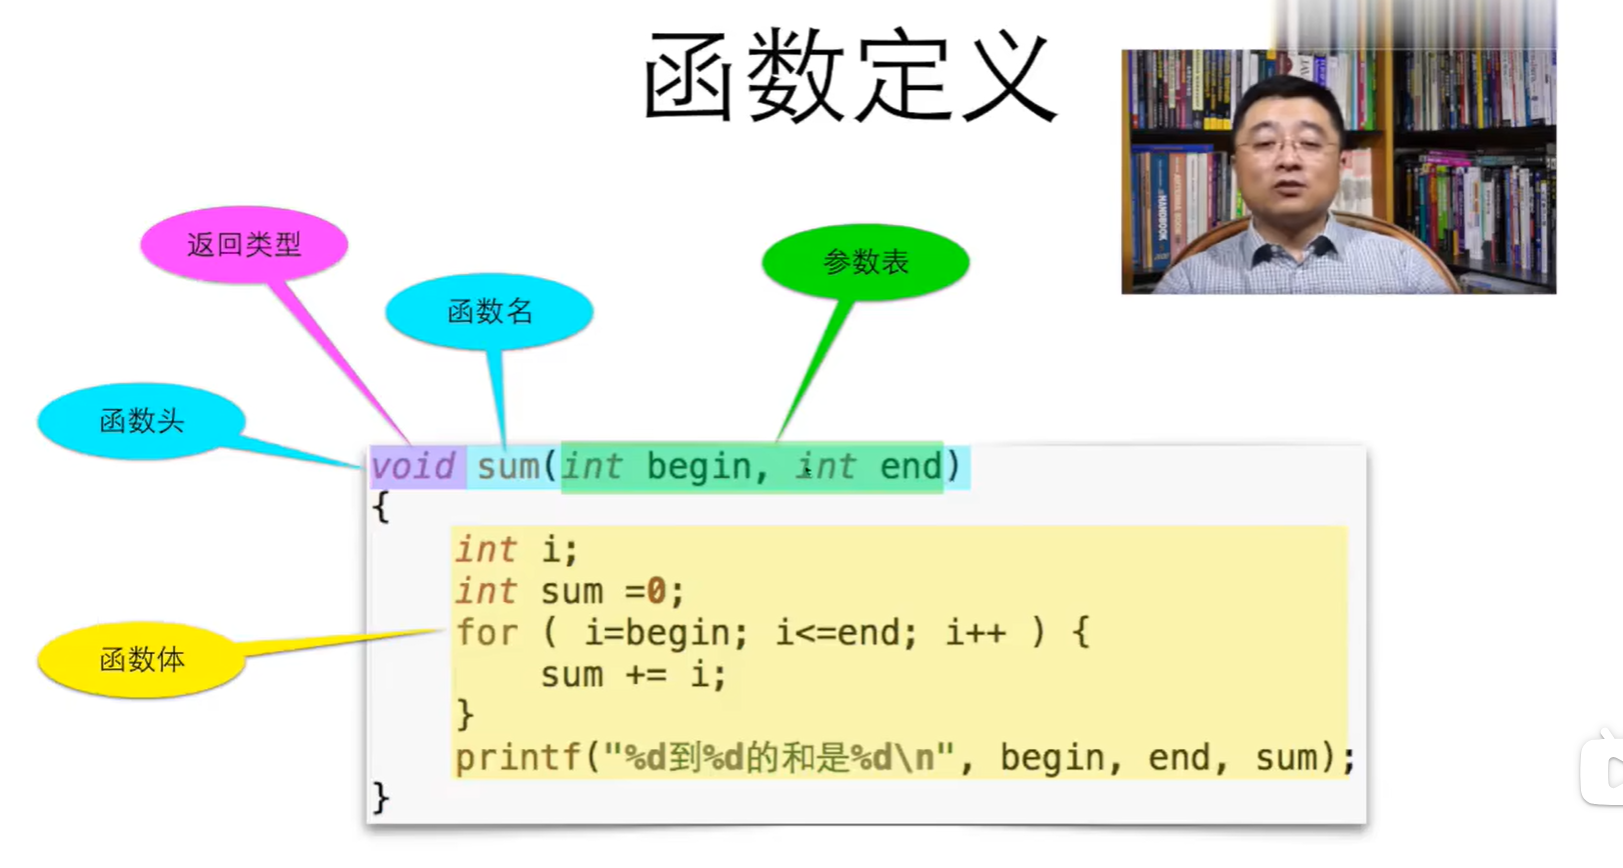 函数定义
返回类型
函数名
参数表
函数头
void sum(int begin, int end)
{
int i;
int sum =0;
for ( i=begin; i<=end; i++ ) {
函数体
sum += i;
}
printf("%d到%d的和是%d\n", begin, end, sum);
}
HANDBOOK